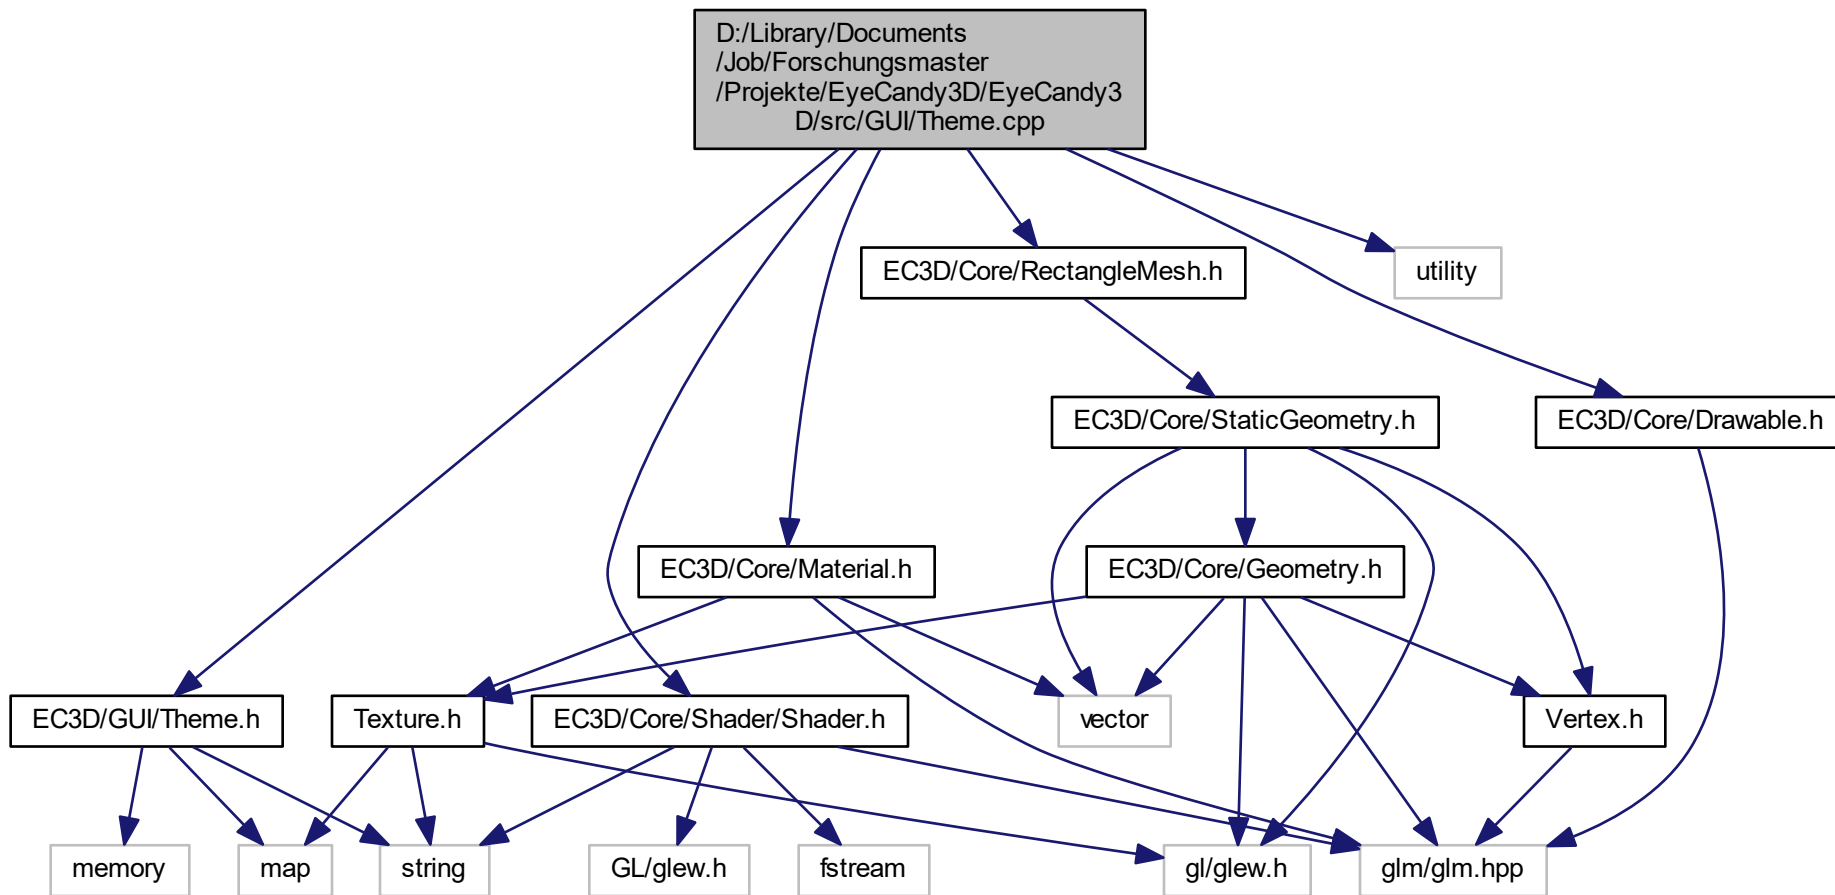 D:/Library/Documents
/Job/Forschungsmaster
/Projekte/EyeCandy3D/EyeCandy3
D/src/GUI/Theme.cpp
EC3D/Core/RectangleMesh.h
utility
EC3D/Core/StaticGeometry.h
EC3D/Core/Drawable.h
EC3D/Core/Material.h
EC3D/Core/Geometry.h
EC3D/GUI/Theme.h
Texture.h
EC3D/Core/Shader/Shader.h
vector
Vertex.h
memory
map
string
GL/glew.h
fstream
gl/glew.h
glm/glm.hpp